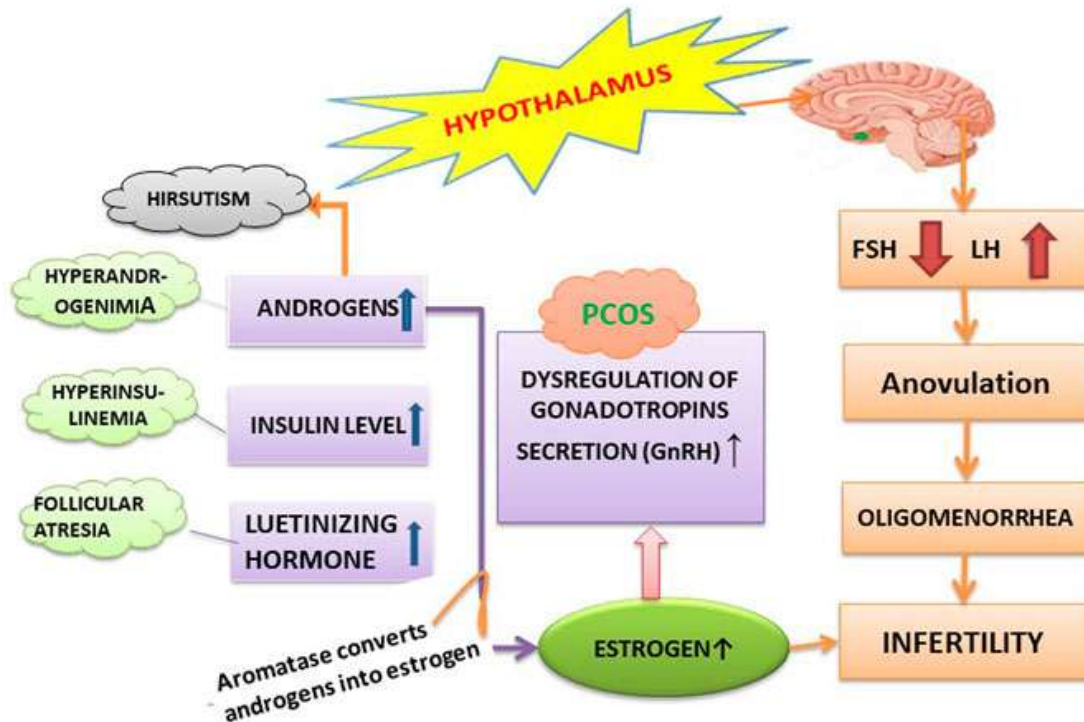 HYPOTHALAMUS
HIRSUTISM
HYPERANDR-
OGENIMIA
ANDROGENS
HYPERINSU-
LINEMIA
INSULIN LEVEL
FOLLICULAR
ATRESIA
LUETINIZING
HORMONE
Aromatase converts
androgens into estrogen
PCOS
DYSREGULATION OF
GONADOTROPINS
SECRETION (GnRH) ↑
ESTROGEN↑
FSH LH
Anovulation
OLIGOMENORRHEA
INFERTILITY